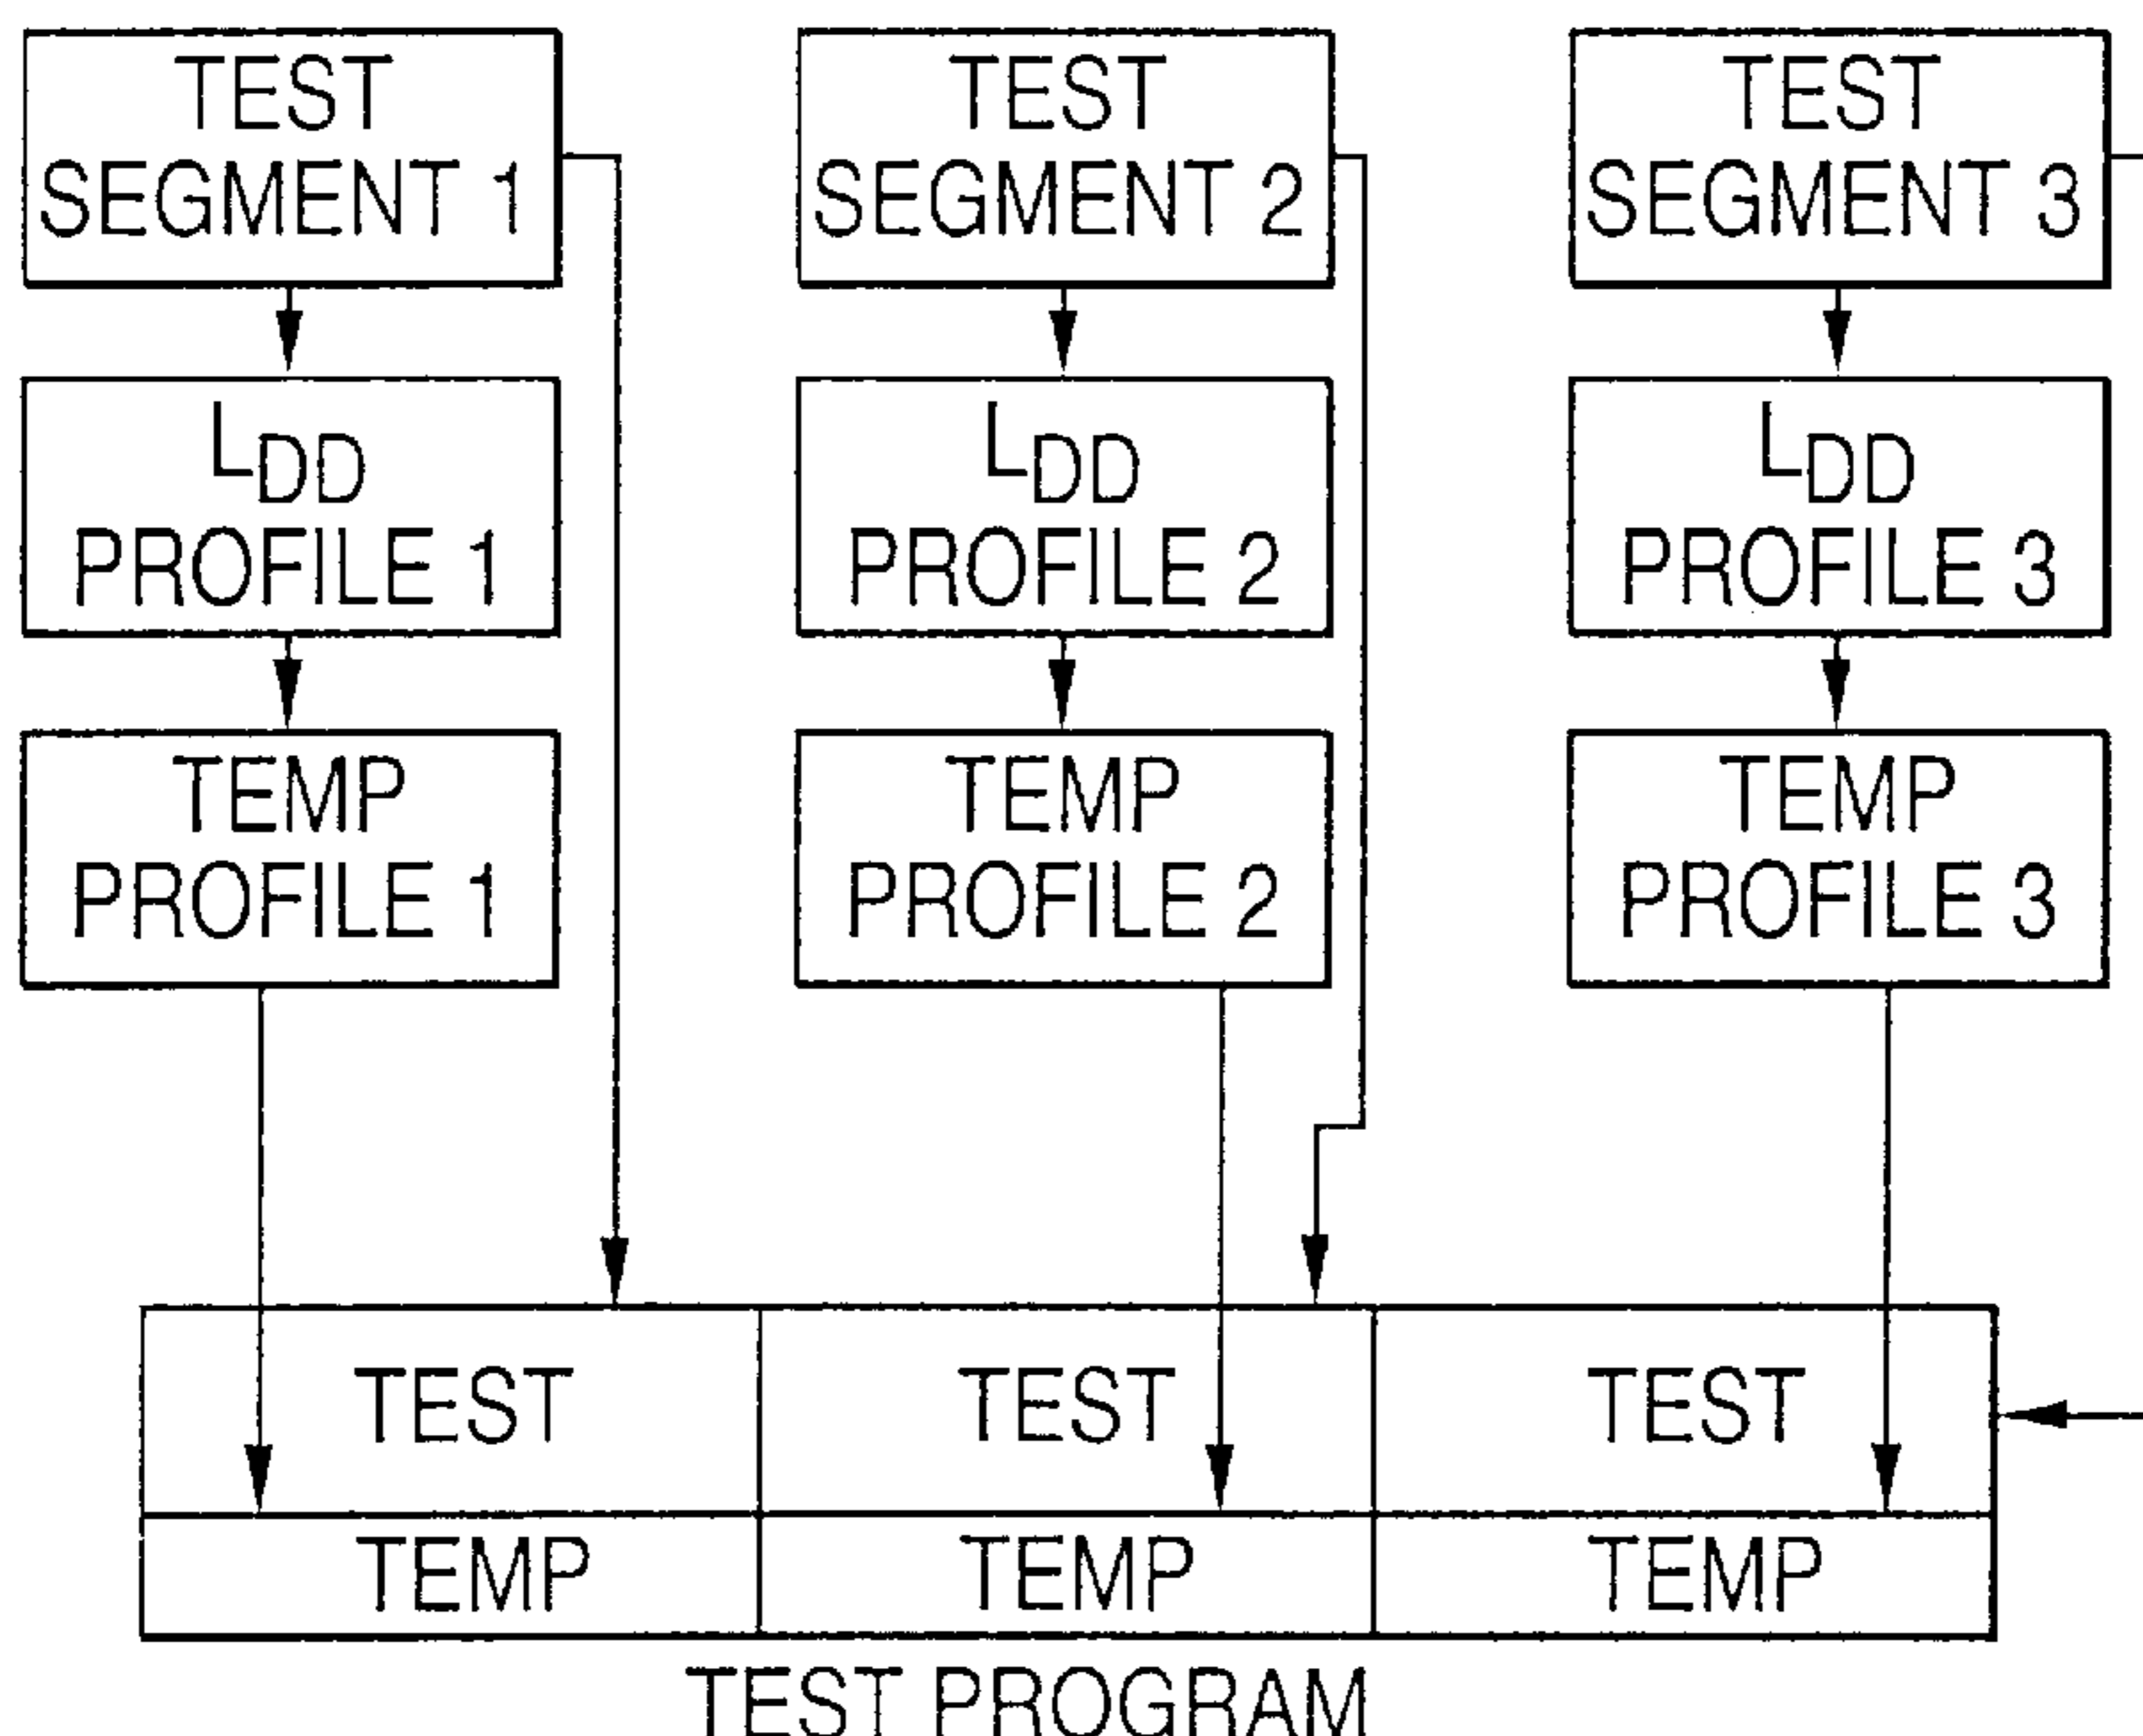 TEST
SEGMENT 1
TEST
SEGMENT 2
TEST
SEGMENT 3
LDD
PROFILE 1
LDD
PROFILE 2
LDD
PROFILE 3
TEMP
PROFILE 1
TEMP
PROFILE 2
TEMP
PROFILE 3
TEST
TEST
TEST
TEMP
TEMP
TEMP
TEST PROGRAM